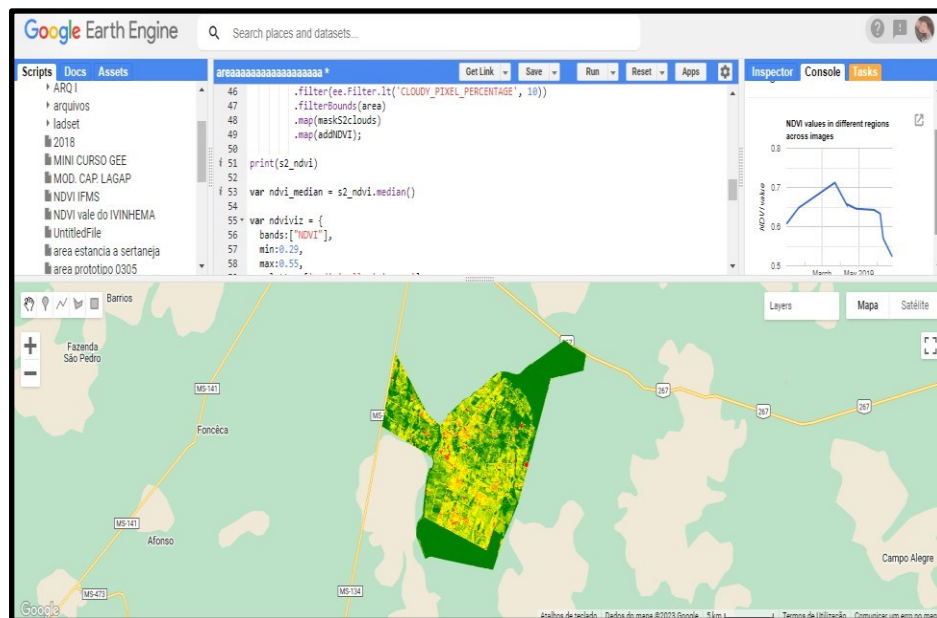 Google Earth Engine
Search places and datasets...
Scripts Docs Assets
ARQ I
arquivos
ladset
2018
MINI CURSO GEE
MOD. CAP. LAGAP
NDVI IFMS
NDVI vale do IVINHEMA
UntitledFile
area estancia a sertaneja
area prototipo 0305
areaaaaaaaaaaaaaaaaaaa *
Get Link Save Run Reset Apps
46 .filter(ee.Filter.lt('CLOUDY_PIXEL_PERCENTAGE', 10))
47 .filterBounds(area)
48 .map(maskS2clouds)
49 .map(addNDVI);
50
i 51 print(s2_ndvi)
52
i 53 var ndvi_median = s2_ndvi.median()
54
55 var ndviviz = {
56 bands:["NDVI"],
57 min:0.29,
58 max:0.55,
Inspector Console Tasks
NDVI values in different regions
across images
0.8
0.7
0.6
0.5
NDVI value
March May 2019
Barrios
Layers
Mapa Satélite
Fazenda
São Pedro
MS-141
Foncêca
MS-141
Afonso
MS-473
MS-134
267
267
267
Campo Alegre
Google
Atalhos de teclado Dados do mapa ©2023 Google 5 km Termos de Utilização Comunicar um erro no mapa